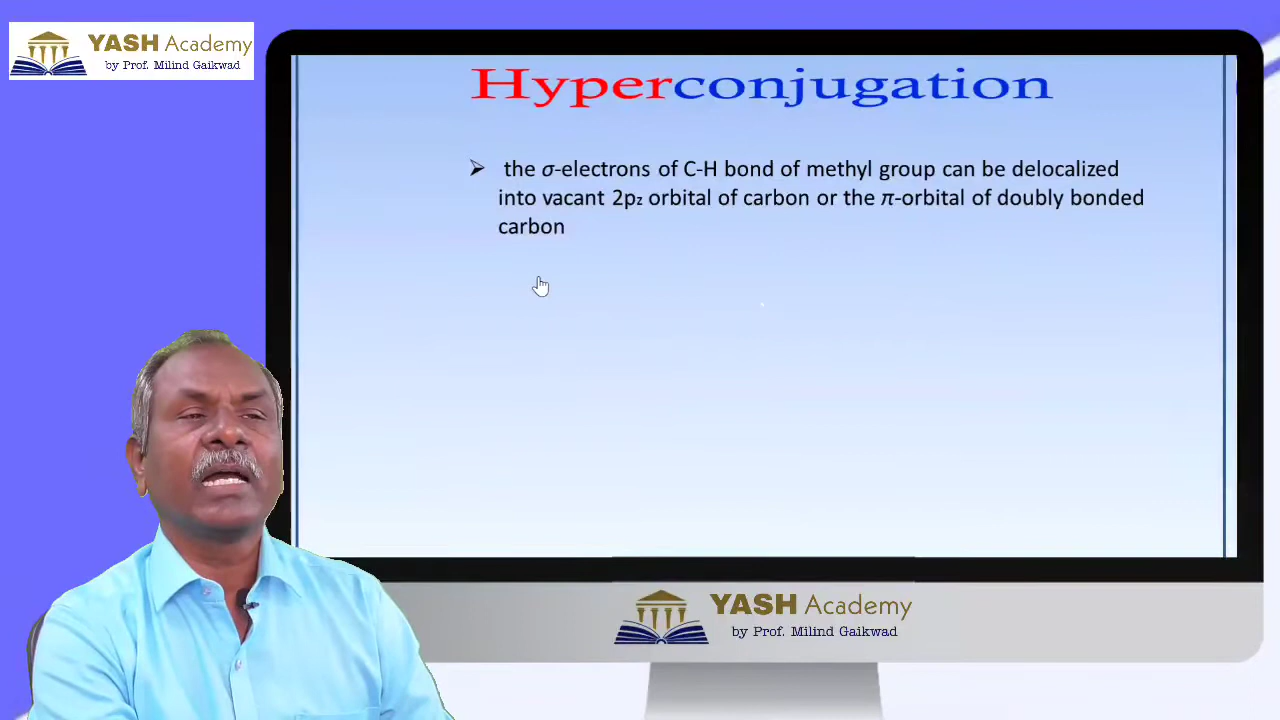 YASH Academy
by Prof. Milind Gaikwad
Hyperconjugation
➢ the σ-electrons of C-H bond of methyl group can be delocalized
into vacant 2pz orbital of carbon or the π-orbital of doubly bonded
carbon
YASH Academy
by Prof. Milind Gaikwad